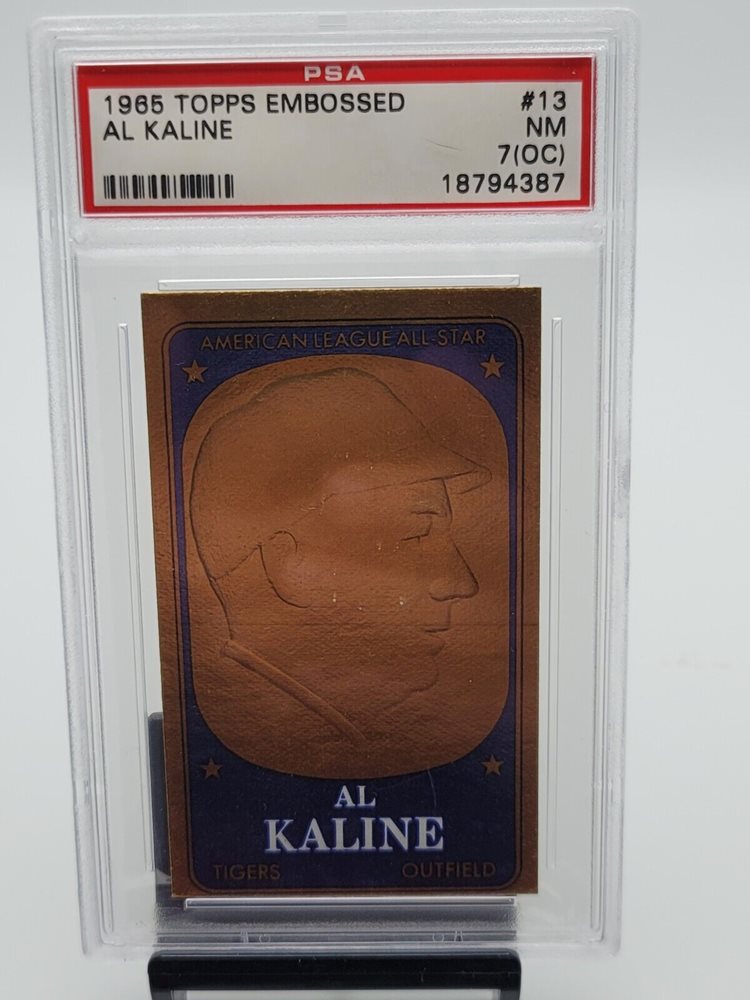 PSA
1965 TOPPS EMBOSSED #13
AL KALINE NM
7(OC)
18794387
AMERICAN LEAGUE ALL-STAR
AL
KALINE
TIGERS OUTFIELD